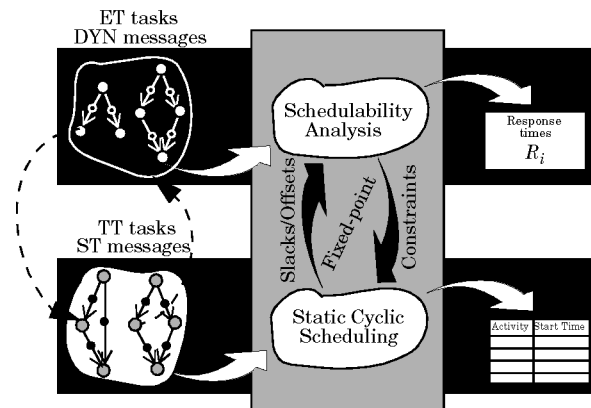 ET tasks
DYN messages
Schedulability
Analysis
Response
times
R_i
Slacks/Offsets
Fixed-point
Constraints
TT tasks
ST messages
Static Cyclic
Scheduling
Activity Start Time